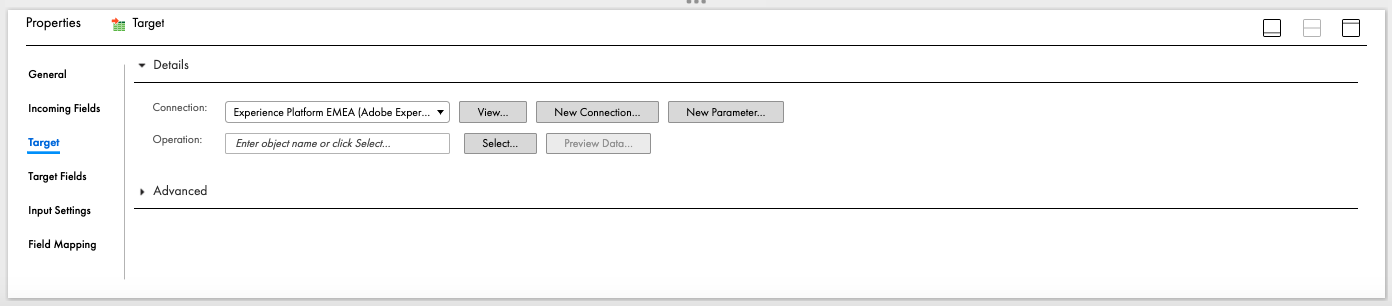 Properties Target
General
Incoming Fields
Target
Target Fields
Input Settings
Field Mapping
Details
Connection: Experience Platform EMEA (Adobe Exper... View... New Connection... New Parameter...
Operation: Enter object name or click Select... Select... Preview Data...
Advanced